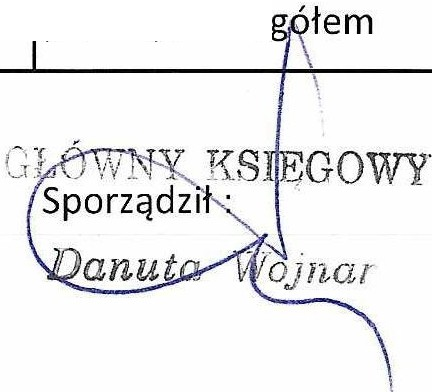 gółem
GŁÓWNY KSIĘGOWY
Sporządził :
Danuta Wojnar